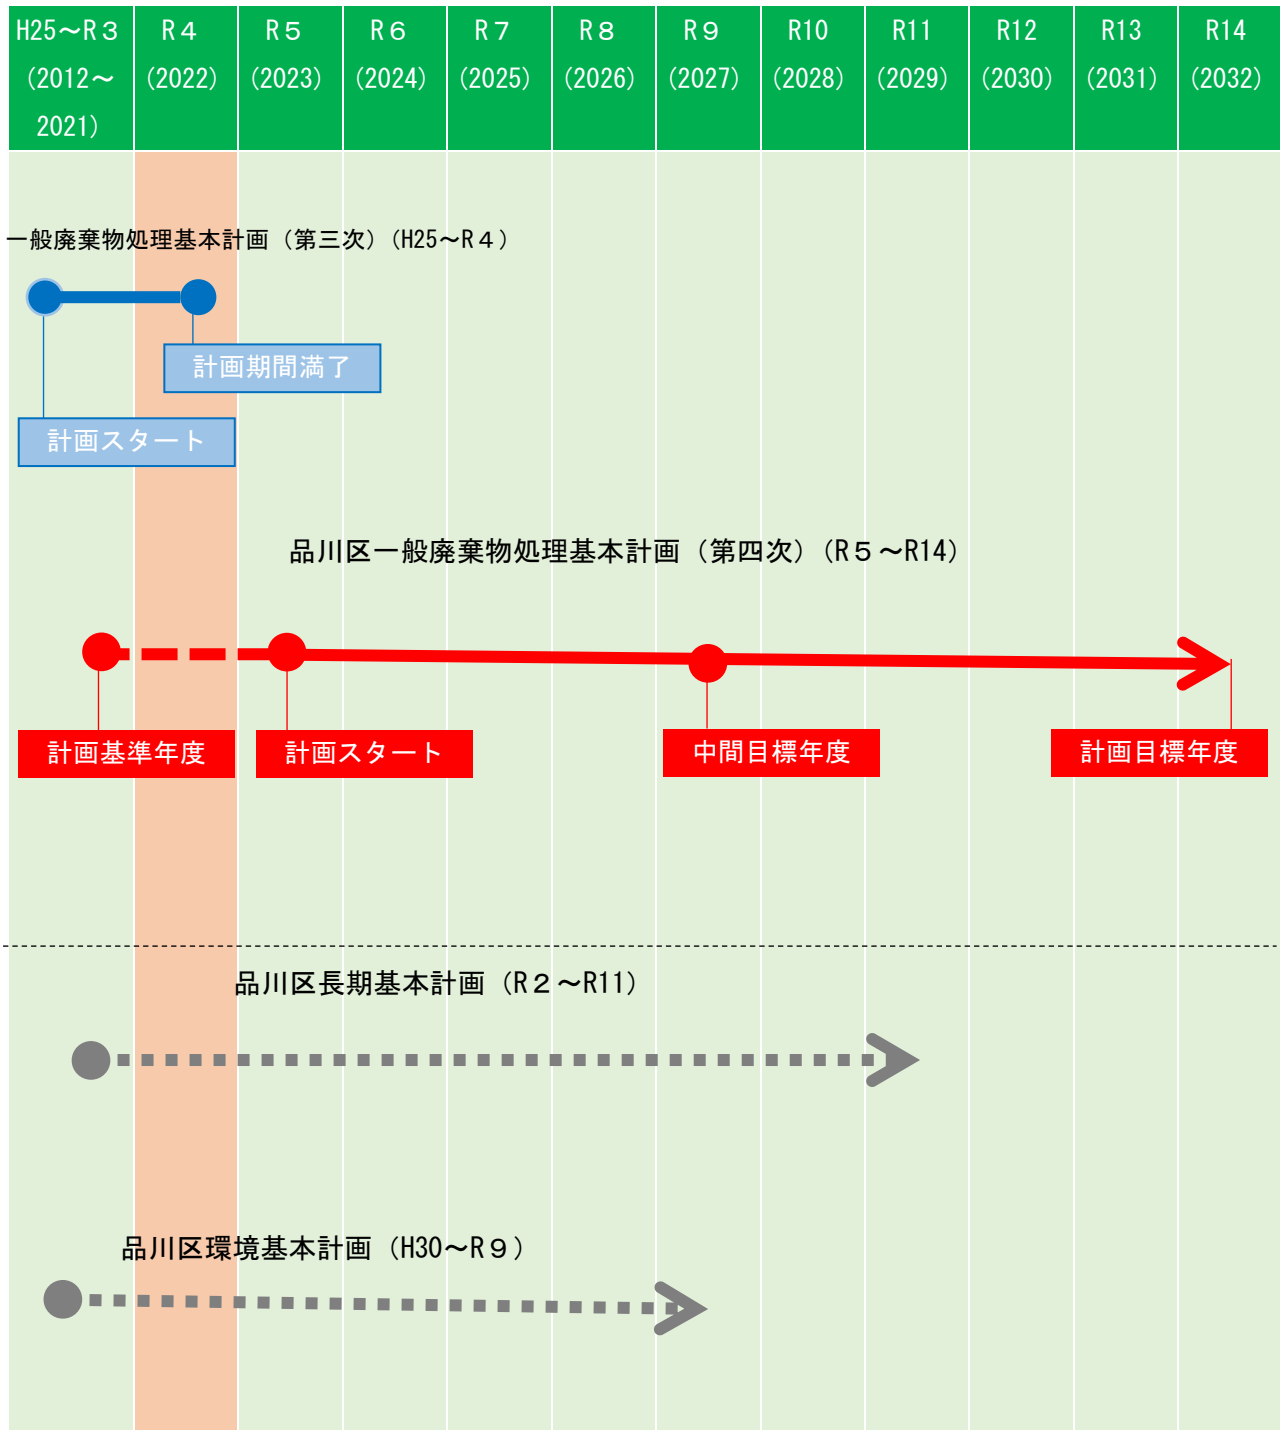 H25～R３
(2012～
2021)
R４
(2022)
R５
(2023)
R６
(2024)
R７
(2025)
R８
(2026)
R９
(2027)
R10
(2028)
R11
(2029)
R12
(2030)
R13
(2031)
R14
(2032)
一般廃棄物処理基本計画（第三次）(H25～R４)
計画期間満了
計画スタート
品川区一般廃棄物処理基本計画（第四次）(R５～R14)
計画基準年度
計画スタート
中間目標年度
計画目標年度
品川区長期基本計画（R２～R11)
品川区環境基本計画（H30～R９)